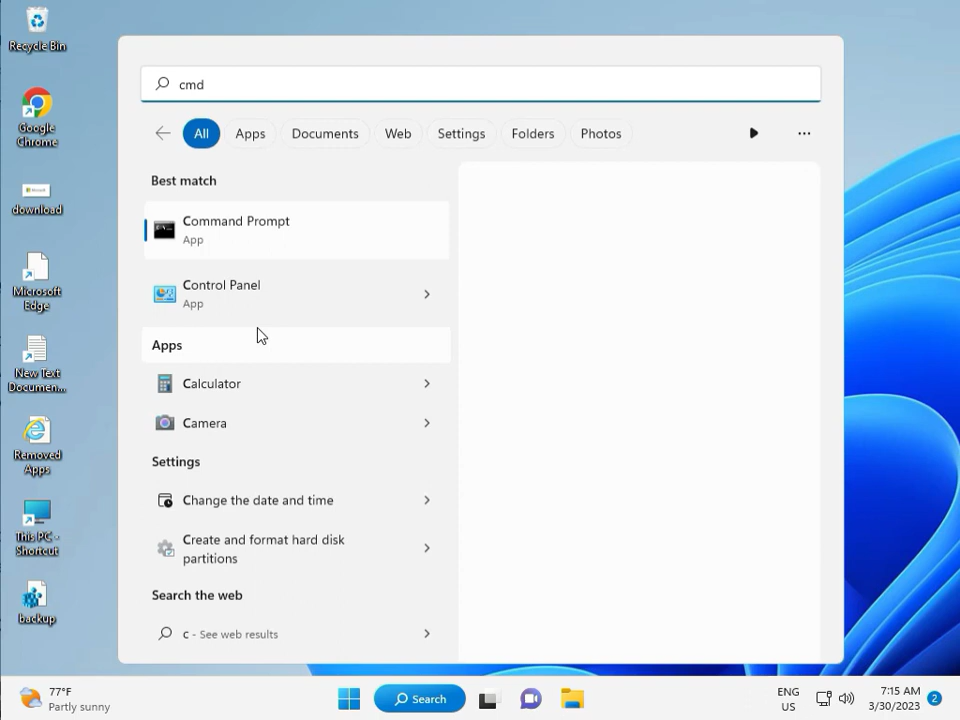 Recycle Bin
Google
Chrome
download
Microsoft
Edge
New Text
Documen...
Removed
Apps
This PC -
Shortcut
backup
cmd
All
Apps
Documents
Web
Settings
Folders
Photos
Best match
Command Prompt
App
Control Panel
App
Apps
Calculator
Camera
Settings
Change the date and time
Create and format hard disk
partitions
Search the web
c - See web results
77°F
Partly sunny
Search
ENG
US
7:15 AM
3/30/2023
2